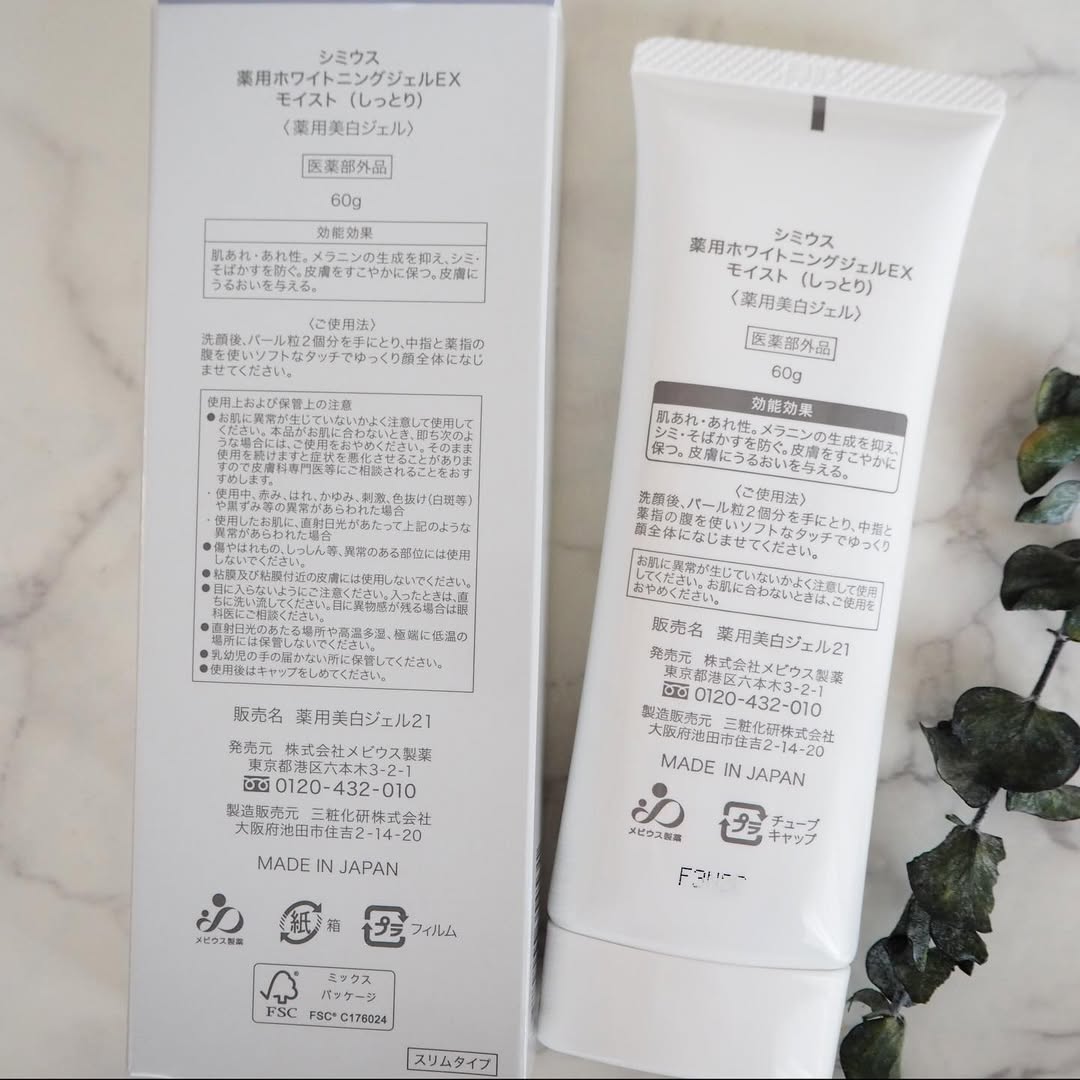 シミウス
薬用ホワイトニングジェルEX
モイスト（しっとり）
〈薬用美白ジェル〉
医薬部外品
60g
効能効果
肌あれ・あれ性。メラニンの生成を抑え、シミ・
そばかすを防ぐ。皮膚をすこやかに保つ。皮膚に
うるおいを与える。
〈ご使用法〉
洗顔後、パール粒2個分を手にとり、中指と薬指の
腹を使いソフトなタッチでゆっくり顔全体になじ
ませてください。
使用上および保管上の注意
●お肌に異常が生じていないかよく注意して使用して
ください。本品がお肌に合わないとき、即ち次のよ
うな場合には、ご使用をおやめください。そのまま
使用を続けますと症状を悪化させることがありま
すので皮膚科専門医等にご相談されることをおす
すめします。
・使用中、赤み、はれ、かゆみ、刺激、色抜け(白斑等)
や黒ずみ等の異常があらわれた場合
・使用したお肌に、直射日光があたって上記のような
異常があらわれた場合
●傷やはれもの、しっしん等、異常のある部位には使用
しないでください。
●粘膜及び粘膜付近の皮膚には使用しないでください。
●目に入らないようにご注意ください。入ったときは、直
ちに洗い流してください。目に異物感が残る場合は眼
科医にご相談ください。
●直射日光のあたる場所や高温多湿、極端に低温の
場所には保管しないでください。
●乳幼児の手の届かない所に保管してください。
●使用後はキャップをしめてください。
販売名 薬用美白ジェル21
発売元 株式会社メビウス製薬
東京都港区六本木3-2-1
0120-432-010
製造販売元 三粧化研株式会社
大阪府池田市住吉2-14-20
MADE IN JAPAN
メビウス製薬
紙 箱
プラ フィルム
FSC
ミックス
パッケージ
FSC® C176024
スリムタイプ
シミウス
薬用ホワイトニングジェルEX
モイスト（しっとり）
〈薬用美白ジェル〉
医薬部外品
60g
効能効果
肌あれ・あれ性。メラニンの生成を抑え、
シミ・そばかすを防ぐ。皮膚をすこやかに
保つ。皮膚にうるおいを与える。
〈ご使用法〉
洗顔後、パール粒2個分を手にとり、中指と
薬指の腹を使いソフトなタッチでゆっくり
顔全体になじませてください。
お肌に異常が生じていないかよく注意して使用
してください。お肌に合わないときは、ご使用を
おやめください。
販売名 薬用美白ジェル21
発売元 株式会社メビウス製薬
東京都港区六本木3-2-1
0120-432-010
製造販売元 三粧化研株式会社
大阪府池田市住吉2-14-20
MADE IN JAPAN
メビウス製薬
プラ チューブ
キャップ